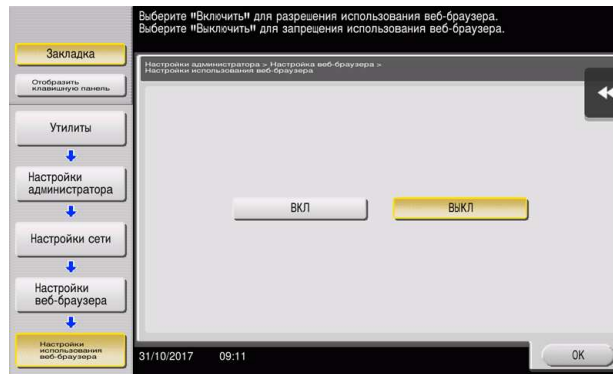 Выберите "Включить" для разрешения использования веб-браузера.
Выберите "Выключить" для запрещения использования веб-браузера.
Закладка
Отобразить
клавишную панель
Утилиты
Настройки
администратора
Настройки сети
Настройки
веб-браузера
Настройки
использования
веб-браузера
Настройки администратора > Настройка веб-браузера >
Настройки использования веб-браузера
ВКЛ
ВЫКЛ
31/10/2017 09:11
OK